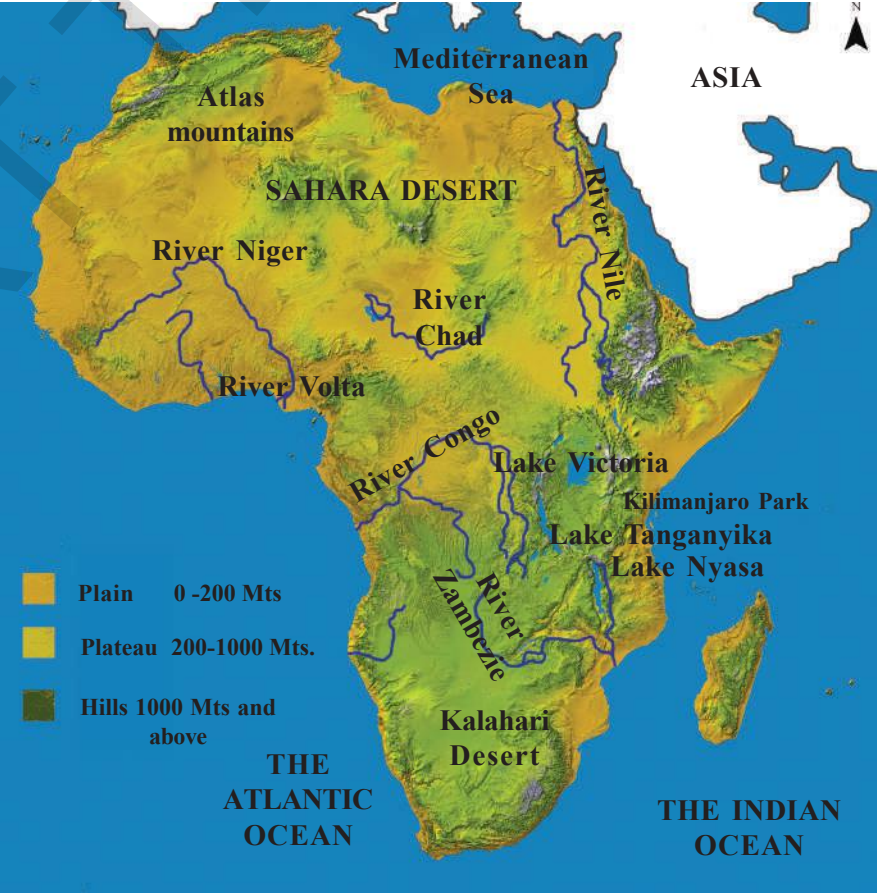 N
Mediterranean
Sea
ASIA
Atlas
mountains
SAHARA DESERT
River Nile
River Niger
River
Chad
River Volta
River Congo
Lake Victoria
Kilimanjaro Park
Lake Tanganyika
Lake Nyasa
River
Zambezie
Plain 0 -200 Mts
Plateau 200-1000 Mts.
Hills 1000 Mts and
above
Kalahari
Desert
THE
ATLANTIC
OCEAN
THE INDIAN
OCEAN